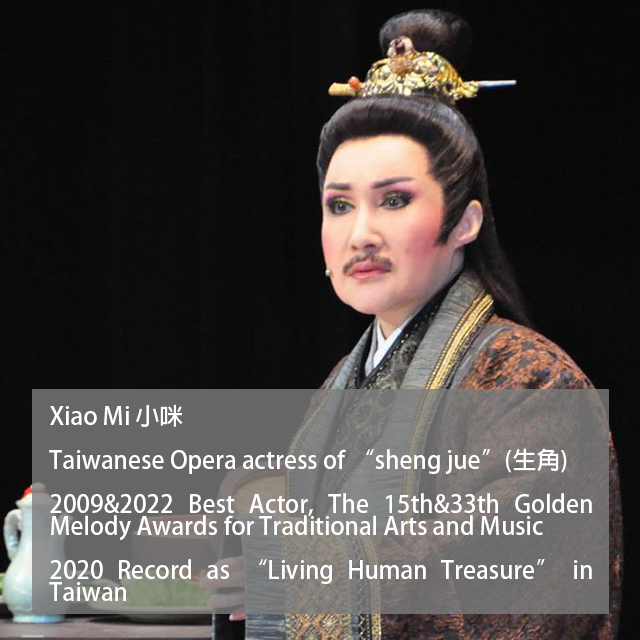 Xiao Mi 小咪
Taiwanese Opera actress of “sheng jue” (生角)
2009&2022 Best Actor, The 15th&33th Golden
Melody Awards for Traditional Arts and Music
2020 Record as “Living Human Treasure” in
Taiwan